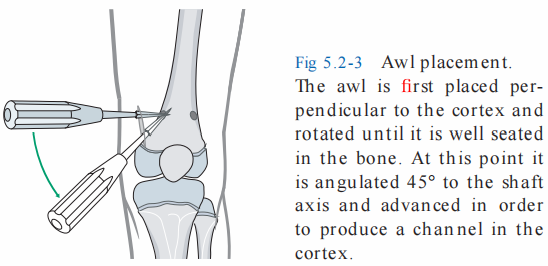 Fig 5.2-3 Awl placement.
The awl is first placed per-
pendicular to the cortex and
rotated until it is well seated
in the bone. At this point it
is angulated 45° to the shaft
axis and advanced in order
to produce a channel in the
cortex.